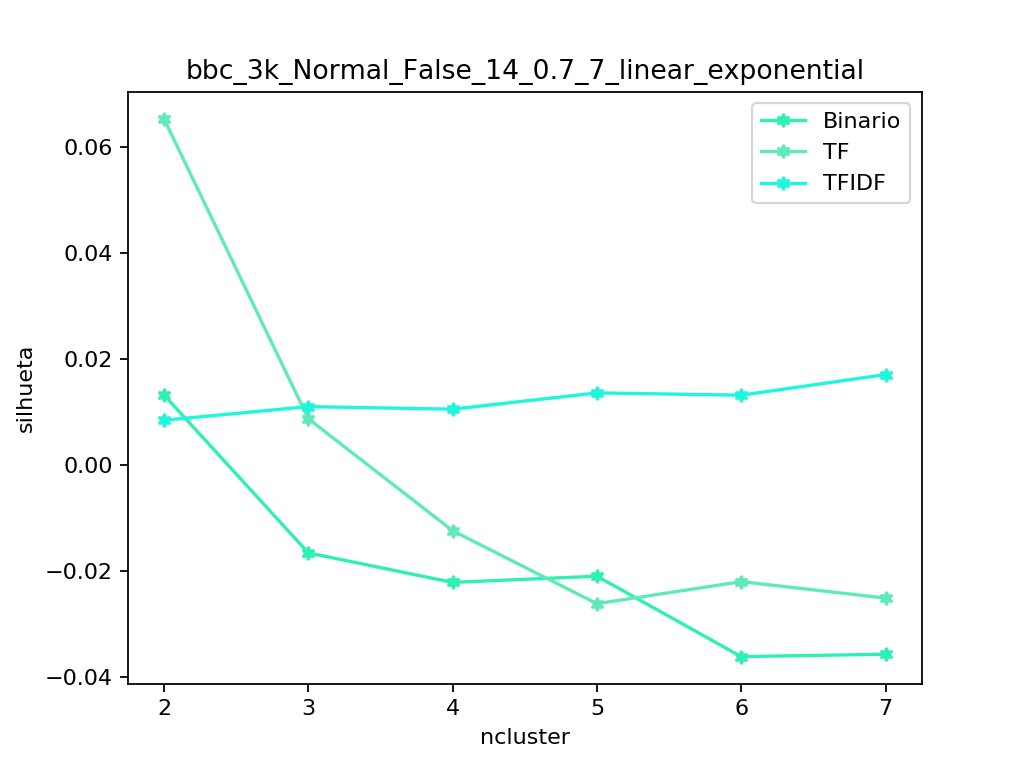 bbc_3k_Normal_False_14_0.7_7_linear_exponential
Binario
TF
TFIDF
silhueta
0.06
0.04
0.02
0.00
−0.02
−0.04
2 3 4 5 6 7
ncluster